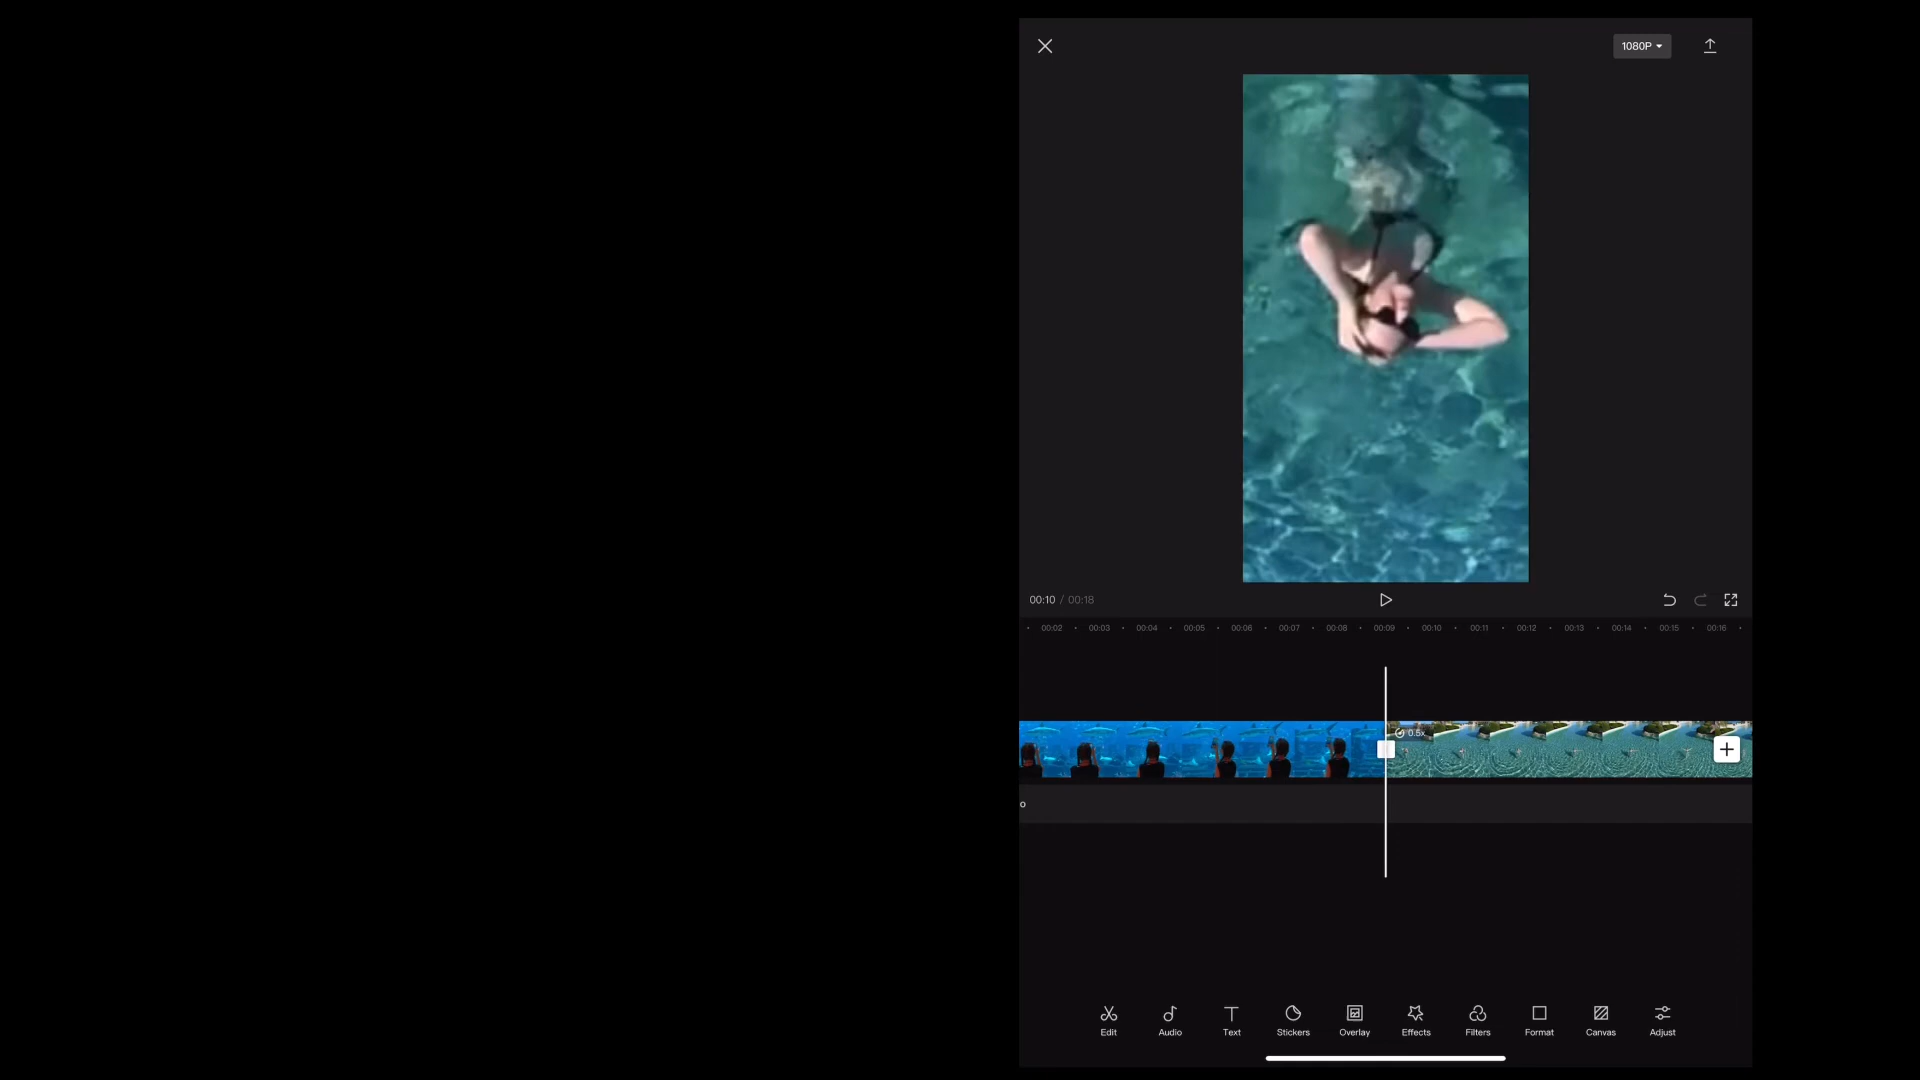 1080P
00:10 / 00:18
00:02 00:03 00:04 00:05 00:06 00:07 00:08 00:09 00:10 00:11 00:12 00:13 00:14 00:15 00:16
0.5x
o
Edit Audio Text Stickers Overlay Effects Filters Format Canvas Adjust